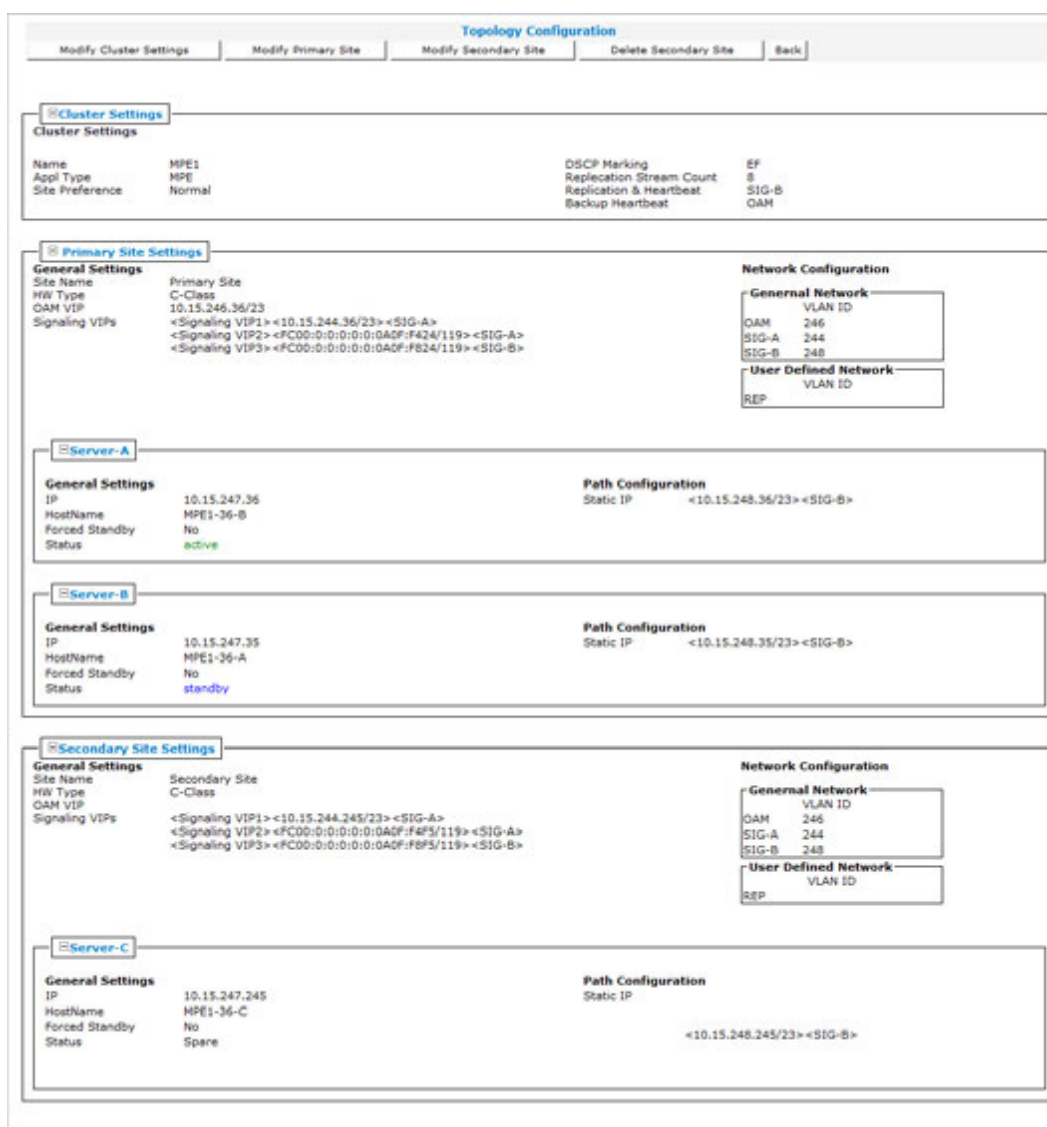 Topology Configuration
Modify Cluster Settings Modify Primary Site Modify Secondary Site Delete Secondary Site Back
Cluster Settings
Cluster Settings
Name MPE1 DSCP Marking EF
Appl Type MPE Replecation Stream Count 8
Site Preference Normal Replication & Heartbeat SIG-B
Backup Heartbeat OAM
Primary Site Settings
General Settings Network Configuration
Site Name Primary Site
HW Type C-Class
OAM VIP 10.15.246.36/23
Signaling VIPs <Signaling VIP1><10.15.244.36/23><SIG-A>
<Signaling VIP2><FC00:0:0:0:0:0:0A0F:F424/119><SIG-A>
<Signaling VIP3><FC00:0:0:0:0:0:0A0F:F824/119><SIG-B>
Genernal Network
VLAN ID
OAM 246
SIG-A 244
SIG-B 248
User Defined Network
VLAN ID
REP
Server-A
General Settings Path Configuration
IP 10.15.247.36 Static IP <10.15.248.36/23><SIG-B>
HostName MPE1-36-B
Forced Standby No
Status active
Server-B
General Settings Path Configuration
IP 10.15.247.35 Static IP <10.15.248.35/23><SIG-B>
HostName MPE1-36-A
Forced Standby No
Status standby
Secondary Site Settings
General Settings Network Configuration
Site Name Secondary Site
HW Type C-Class
OAM VIP
Signaling VIPs <Signaling VIP1><10.15.244.245/23><SIG-A>
<Signaling VIP2><FC00:0:0:0:0:0:0A0F:F4F5/119><SIG-A>
<Signaling VIP3><FC00:0:0:0:0:0:0A0F:F8F5/119><SIG-B>
Genernal Network
VLAN ID
OAM 246
SIG-A 244
SIG-B 248
User Defined Network
VLAN ID
REP
Server-C
General Settings Path Configuration
IP 10.15.247.245 Static IP
HostName MPE1-36-C
Forced Standby No
<10.15.248.245/23><SIG-B>
Status Spare